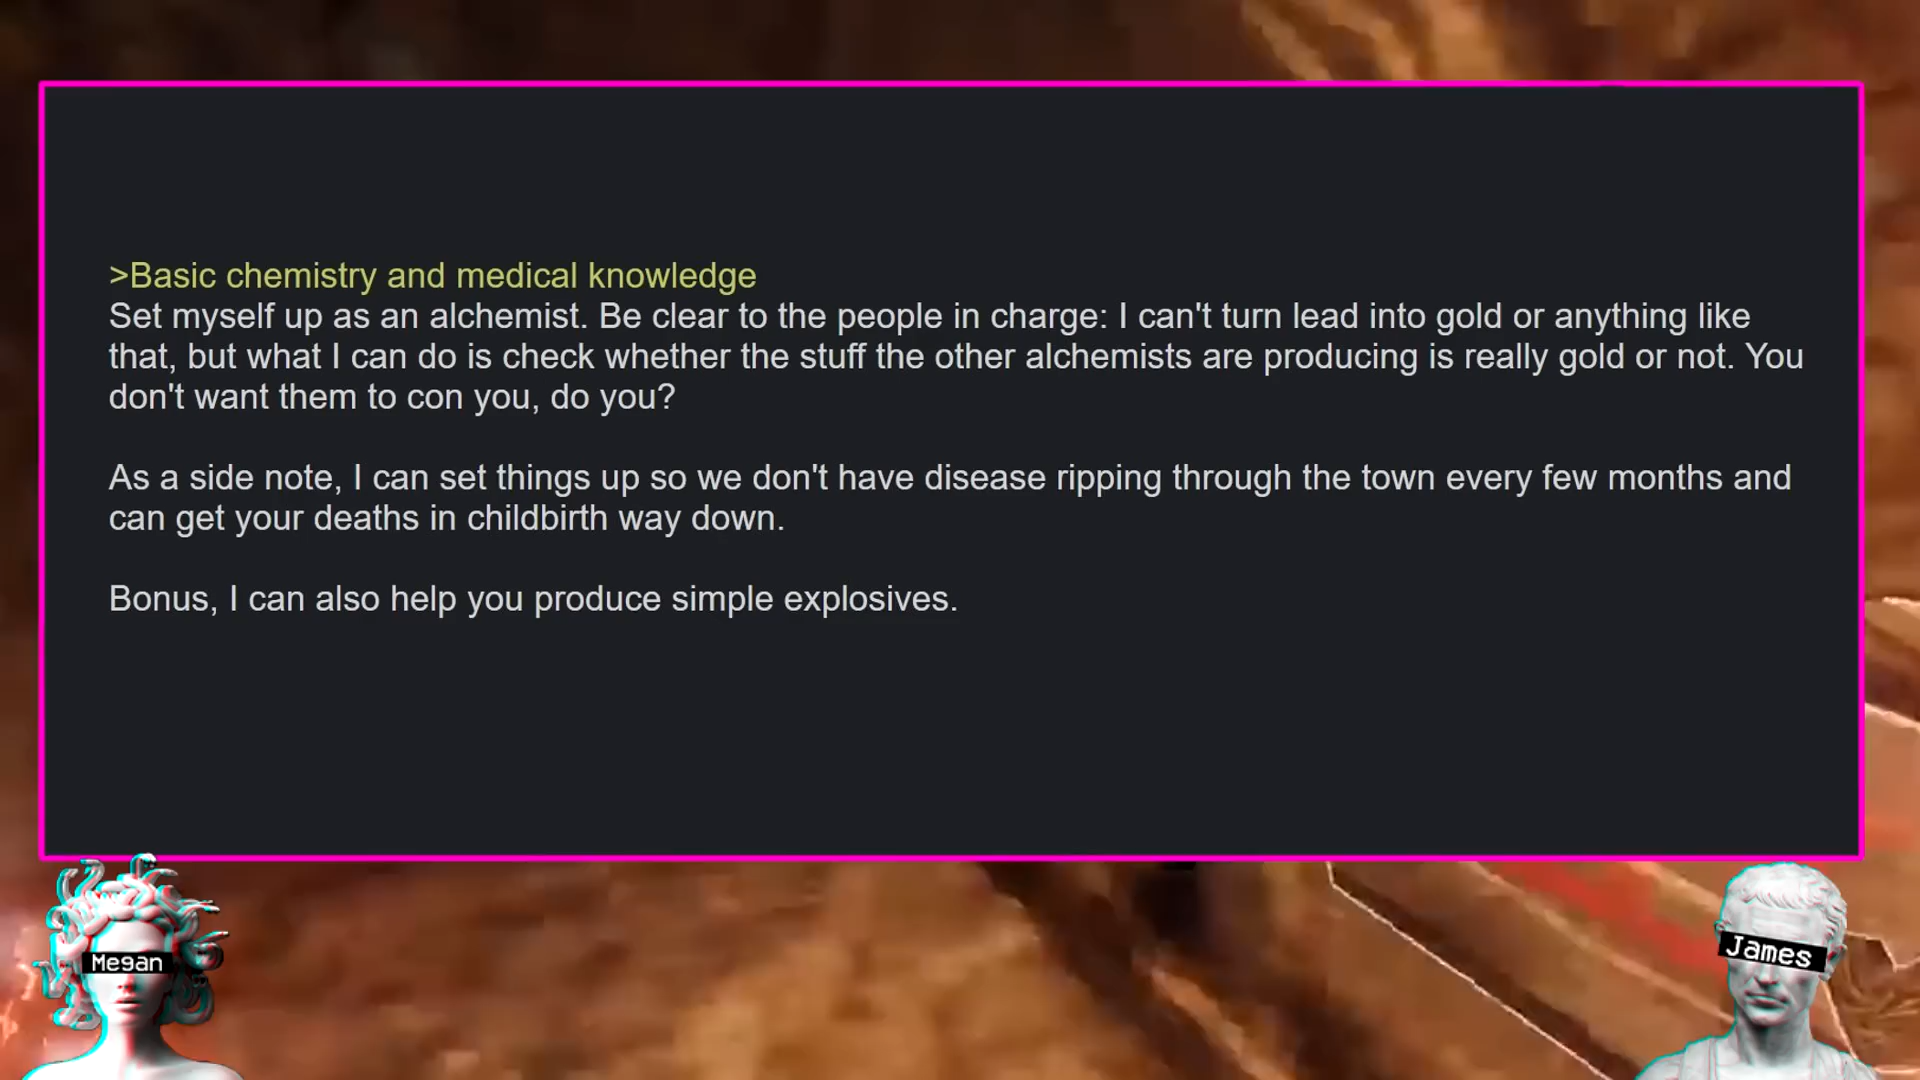 >Basic chemistry and medical knowledge
Set myself up as an alchemist. Be clear to the people in charge: I can't turn lead into gold or anything like
that, but what I can do is check whether the stuff the other alchemists are producing is really gold or not. You
don't want them to con you, do you?
As a side note, I can set things up so we don't have disease ripping through the town every few months and
can get your deaths in childbirth way down.
Bonus, I can also help you produce simple explosives.
Megan
James